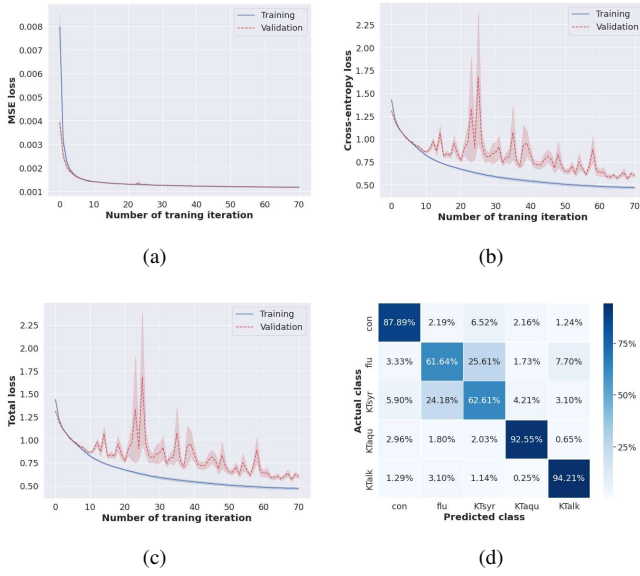 Training
Validation
0.008
0.007
0.006
0.005
0.004
0.003
0.002
0.001
MSE loss
0 10 20 30 40 50 60 70
Number of traning iteration
(a)
Training
Validation
2.25
2.00
1.75
1.50
1.25
1.00
0.75
0.50
Cross-entropy loss
0 10 20 30 40 50 60 70
Number of traning iteration
(b)
Training
Validation
2.25
2.00
1.75
1.50
1.25
1.00
0.75
0.50
Total loss
0 10 20 30 40 50 60 70
Number of traning iteration
(c)
Actual class
con 87.89% 2.19% 6.52% 2.16% 1.24%
flu 3.33% 61.64% 25.61% 1.73% 7.70%
KTsyr 5.90% 24.18% 62.61% 4.21% 3.10%
KTaqu 2.96% 1.80% 2.03% 92.55% 0.65%
KTalk 1.29% 3.10% 1.14% 0.25% 94.21%
con flu KTsyr KTaqu KTalk
Predicted class
75%
50%
25%
(d)